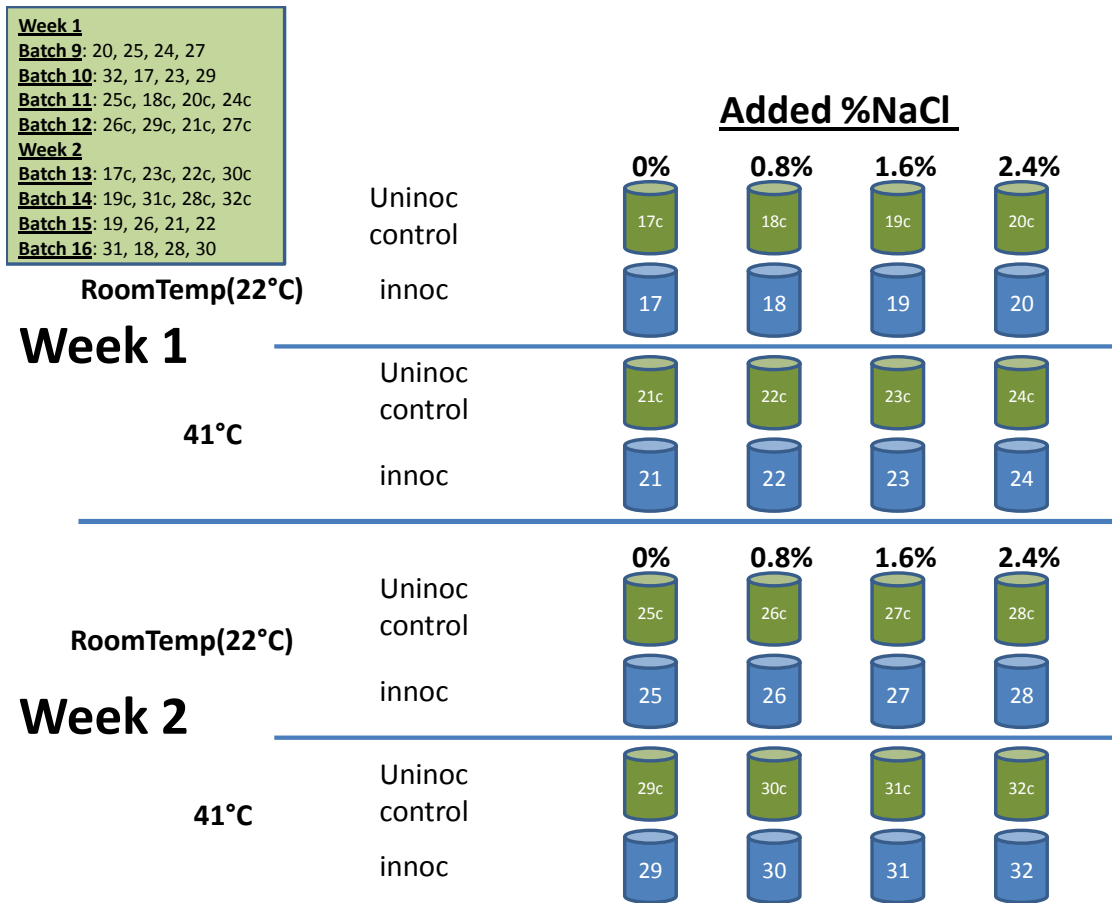 Week 1
Batch 9: 20, 25, 24, 27
Batch 10: 32, 17, 23, 29
Batch 11: 25c, 18c, 20c, 24c
Batch 12: 26c, 29c, 21c, 27c
Week 2
Batch 13: 17c, 23c, 22c, 30c
Batch 14: 19c, 31c, 28c, 32c
Batch 15: 19, 26, 21, 22
Batch 16: 31, 18, 28, 30
Added %NaCl
0% 0.8% 1.6% 2.4%
Uninoc
control
17c 18c 19c 20c
RoomTemp(22°C)
innoc
17 18 19 20
Week 1
Uninoc
control
21c 22c 23c 24c
41°C
innoc
21 22 23 24
0% 0.8% 1.6% 2.4%
Uninoc
control
25c 26c 27c 28c
RoomTemp(22°C)
innoc
25 26 27 28
Week 2
Uninoc
control
29c 30c 31c 32c
41°C
innoc
29 30 31 32